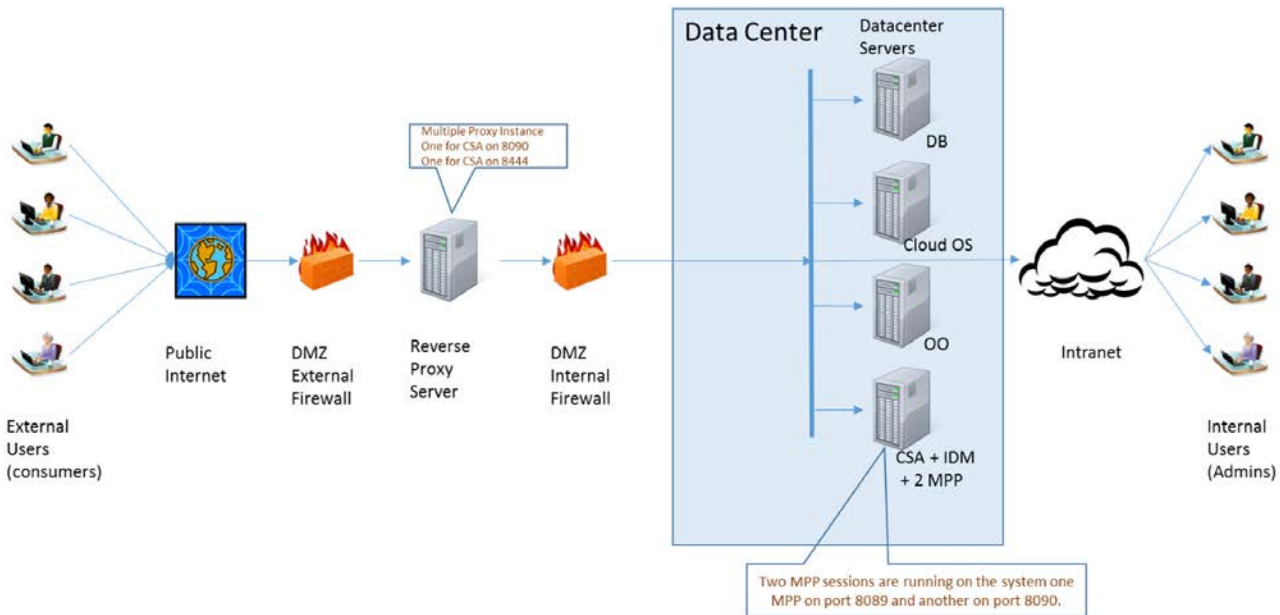 Data Center
Datacenter
Servers
Multiple Proxy Instance
One for CSA on 8090
One for CSA on 8444
DB
Cloud OS
OO
CSA + IDM
+ 2 MPP
External
Users
(consumers)
Public
Internet
DMZ
External
Firewall
Reverse
Proxy
Server
DMZ
Internal
Firewall
Intranet
Internal
Users
(Admins)
Two MPP sessions are running on the system one
MPP on port 8089 and another on port 8090.